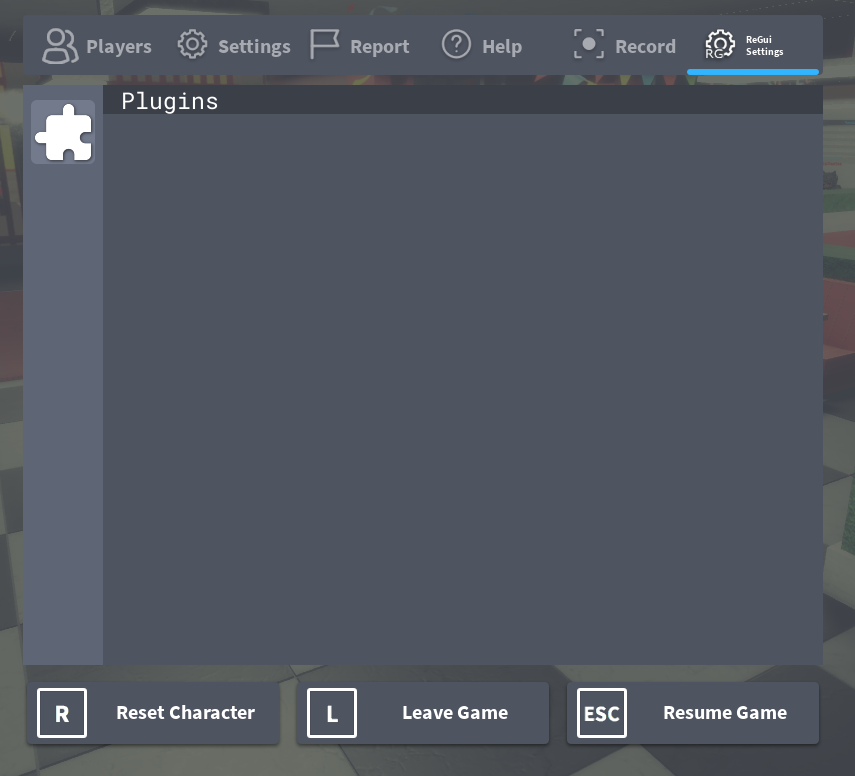 Players
Settings
Report
Help
Record
RG
ReGui
Settings
Plugins
R
Reset Character
L
Leave Game
ESC
Resume Game